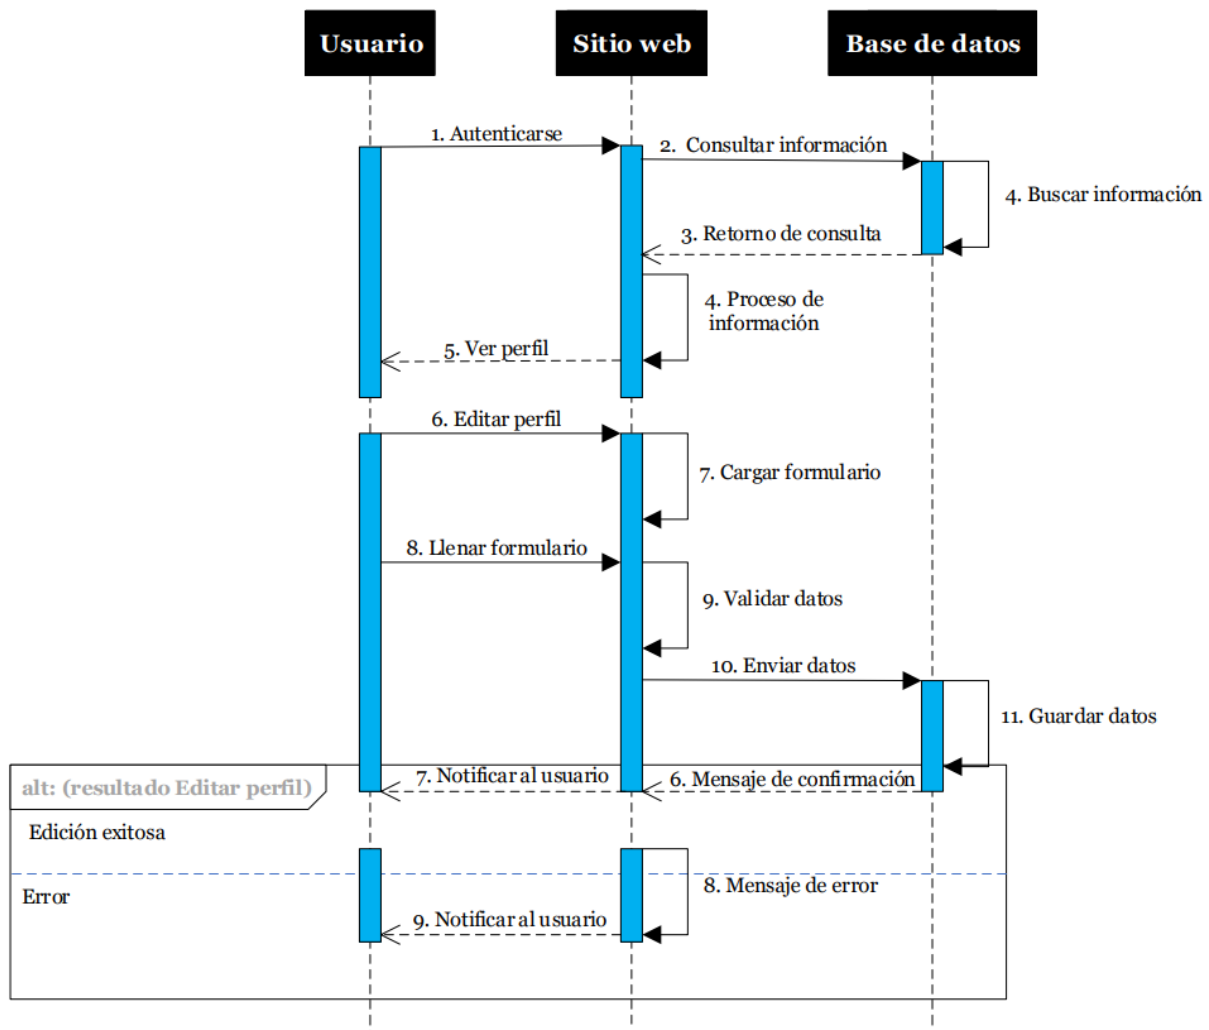 Usuario
Sitio web
Base de datos
1. Autenticarse
2. Consultar información
4. Buscar información
3. Retorno de consulta
4. Proceso de
información
5. Ver perfil
6. Editar perfil
7. Cargar formulario
8. Llenar formulario
9. Validar datos
10. Enviar datos
11. Guardar datos
7. Notificar al usuario
6. Mensaje de confirmación
alt: (resultado Editar perfil)
Edición exitosa
Error
8. Mensaje de error
9. Notificar al usuario